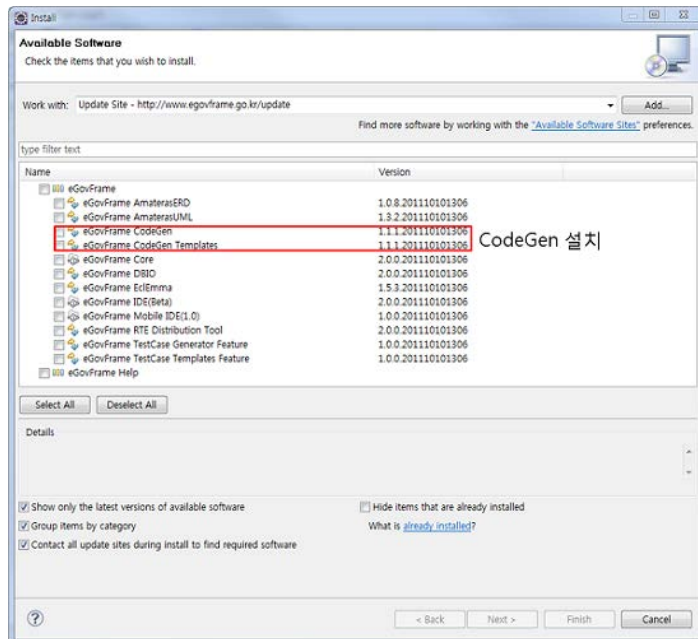 Install
Available Software
Check the items that you wish to install.
Work with: Update Site - http://www.egovframe.go.kr/update Add...
Find more software by working with the "Available Software Sites" preferences.
type filter text
Name Version
eGovFrame
eGovFrame AmaterasERD 1.0.8.201110101306
eGovFrame AmaterasUML 1.3.2.201110101306
eGovFrame CodeGen 1.1.1.201110101306
eGovFrame CodeGen Templates 1.1.1.201110101306
CodeGen 설치
eGovFrame Core 2.0.0.201110101306
eGovFrame DBIO 2.0.0.201110101306
eGovFrame EclEmma 1.5.3.201110101306
eGovFrame IDE(Beta) 2.0.0.201110101306
eGovFrame Mobile IDE(1.0) 1.0.0.201110101306
eGovFrame RTE Distribution Tool 2.0.0.201110101306
eGovFrame TestCase Generator Feature 1.0.0.201110101306
eGovFrame TestCase Templates Feature 1.0.0.201110101306
eGovFrame Help
Select All Deselect All
Details
Show only the latest versions of available software Hide items that are already installed
Group items by category What is already installed?
Contact all update sites during install to find required software
? < Back Next > Finish Cancel